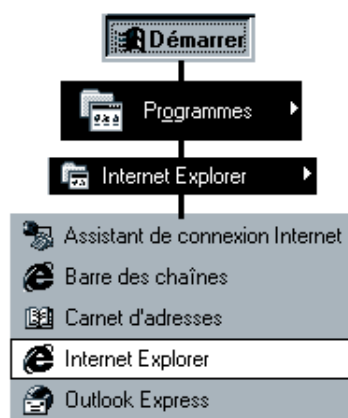 Démarrer
Programmes
Internet Explorer
Assistant de connexion Internet
Barre des chaînes
Carnet d'adresses
Internet Explorer
Outlook Express